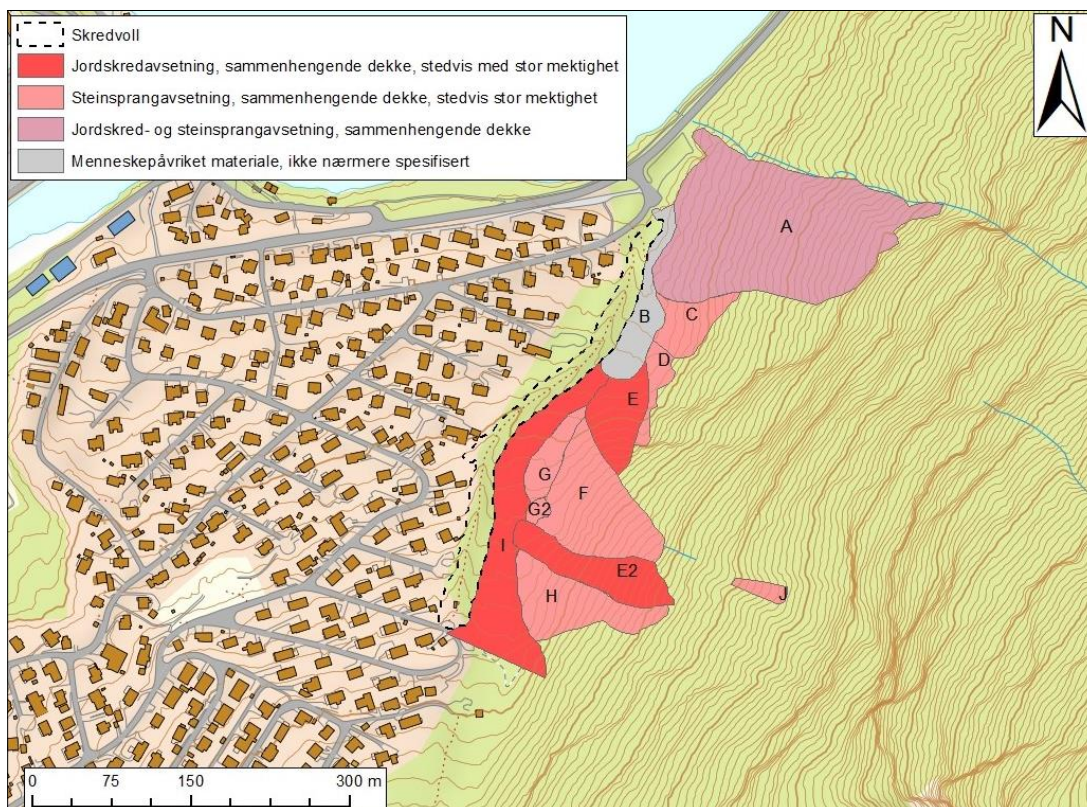 Skredvoll
Jordskredavsetning, sammenhengende dekke, stedvis med stor mektighet
Steinsprangavsetning, sammenhengende dekke, stedvis stor mektighet
Jordskred- og steinsprangavsetning, sammenhengende dekke
Menneskepåvriket materiale, ikke nærmere spesifisert
N
A
B
C
D
E
G
F
G2
I
E2
H
J
0 75 150 300 m